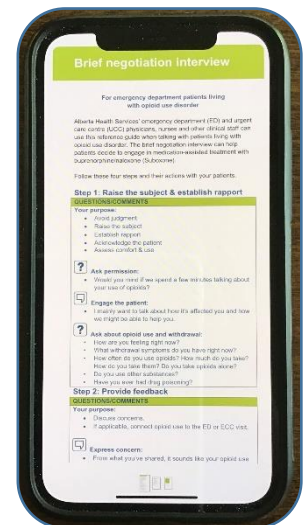 Brief negotiation interview
For emergency department patients living
with opioid use disorder
Alberta Health Services' emergency department (ED) and urgent
care centre (UCC) physicians, nurses and other clinical staff can
use this reference guide when talking with patients living with
opioid use disorder. The brief negotiation interview can help
patients decide to engage in medication-assisted treatment with
buprenorphine/naloxone (Suboxone).
Follow these four steps and their actions with your patients.
Step 1: Raise the subject & establish rapport
QUESTIONS/COMMENTS
Your purpose:
• Avoid judgment
• Raise the subject
• Establish rapport
• Acknowledge the patient
• Assess comfort & use
? Ask permission:
• Would you mind if we spend a few minutes talking about
your use of opioids?
Engage the patient:
• I mainly want to talk about how it's affected you and how
we might be able to help you.
? Ask about opioid use and withdrawal:
• How are you feeling right now?
• What withdrawal symptoms do you have right now?
• How often do you use opioids? How much do you take?
How do you take them? Do you take opioids alone?
• Do you use other substances?
• Have you ever had drug poisoning?
Step 2: Provide feedback
QUESTIONS/COMMENTS
Your purpose:
• Discuss concerns.
• If applicable, connect opioid use to the ED or ECC visit.
Express concern:
• From what you've shared, it sounds like your opioid use